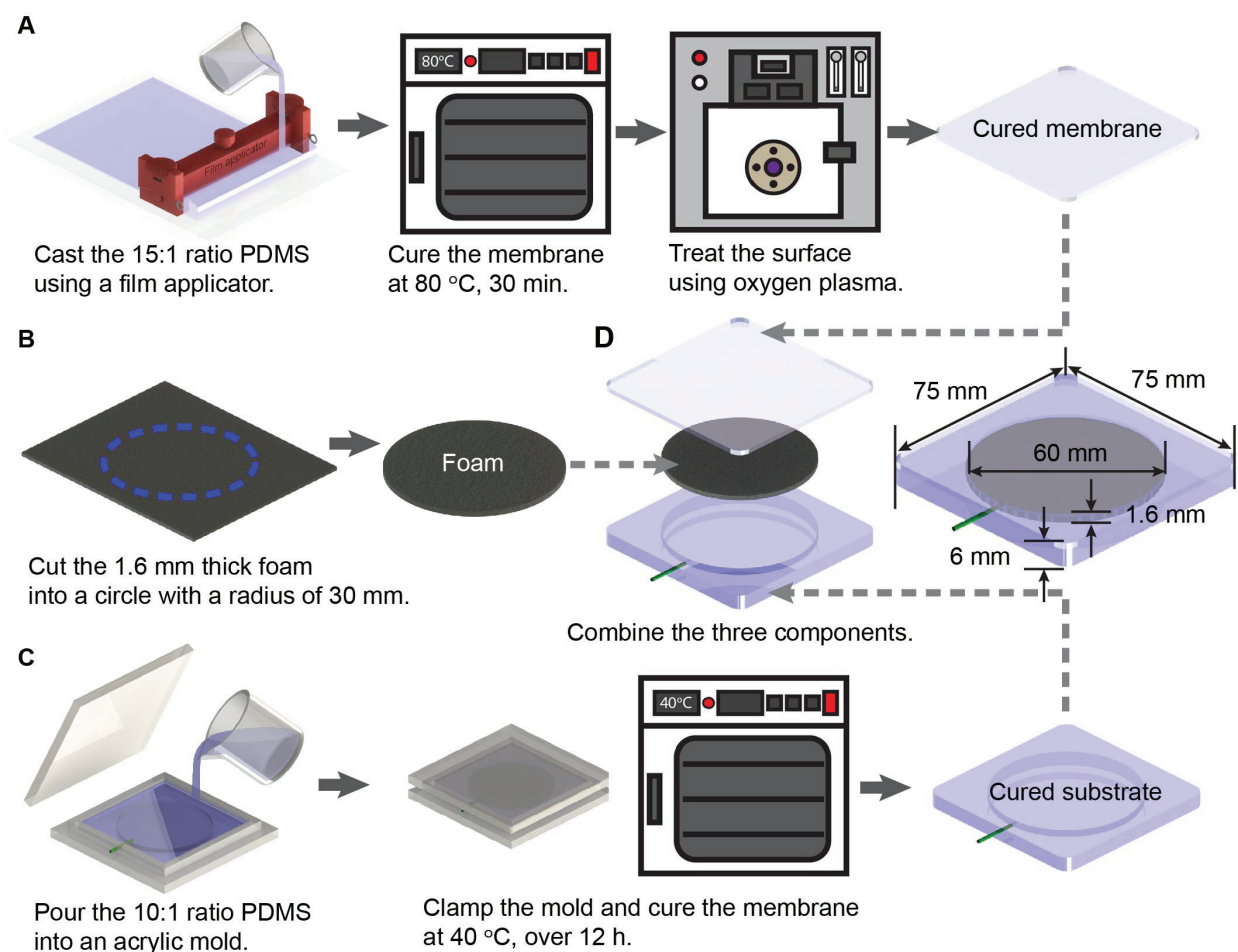 A
80°C
Film applicator
Cured membrane
Cast the 15:1 ratio PDMS
using a film applicator.
Cure the membrane
at 80 °C, 30 min.
Treat the surface
using oxygen plasma.
B
Foam
Cut the 1.6 mm thick foam
into a circle with a radius of 30 mm.
D
75 mm
75 mm
60 mm
1.6 mm
6 mm
Combine the three components.
C
40°C
Cured substrate
Pour the 10:1 ratio PDMS
into an acrylic mold.
Clamp the mold and cure the membrane
at 40 °C, over 12 h.